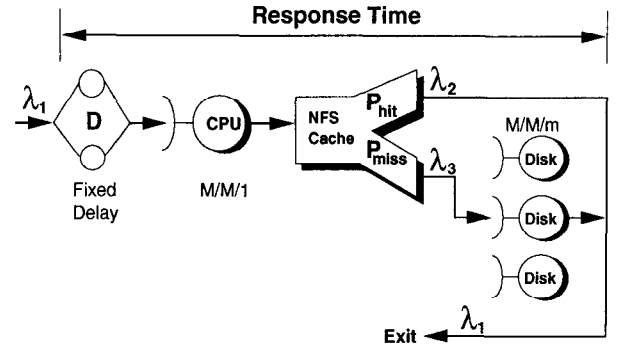 Response Time
λ1
D
Fixed
Delay
CPU
M/M/1
NFS
Cache
Phit
Pmiss
λ2
λ3
M/M/m
Disk
Disk
Disk
Exit
λ1